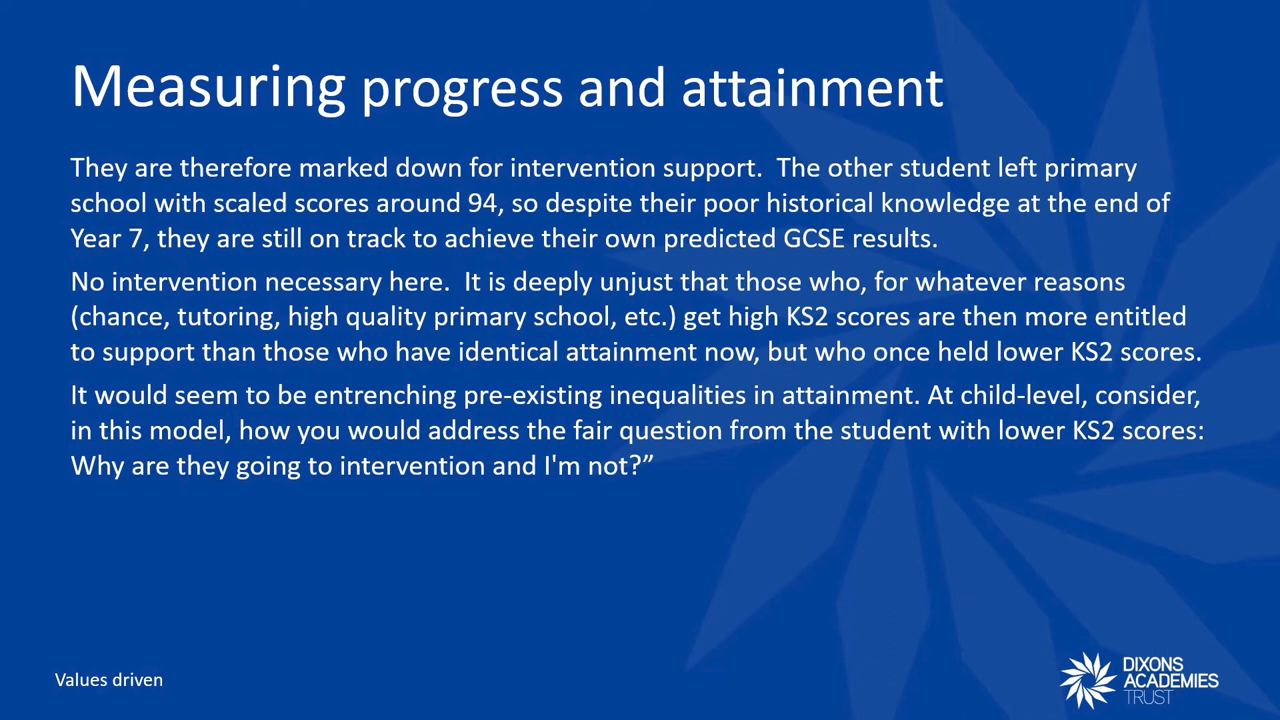 Measuring progress and attainment
They are therefore marked down for intervention support.  The other student left primary
school with scaled scores around 94, so despite their poor historical knowledge at the end of
Year 7, they are still on track to achieve their own predicted GCSE results.
No intervention necessary here.  It is deeply unjust that those who, for whatever reasons
(chance, tutoring, high quality primary school, etc.) get high KS2 scores are then more entitled
to support than those who have identical attainment now, but who once held lower KS2 scores.
It would seem to be entrenching pre-existing inequalities in attainment. At child-level, consider,
in this model, how you would address the fair question from the student with lower KS2 scores:
Why are they going to intervention and I'm not?”
Values driven
DIXONS
ACADEMIES
TRUST